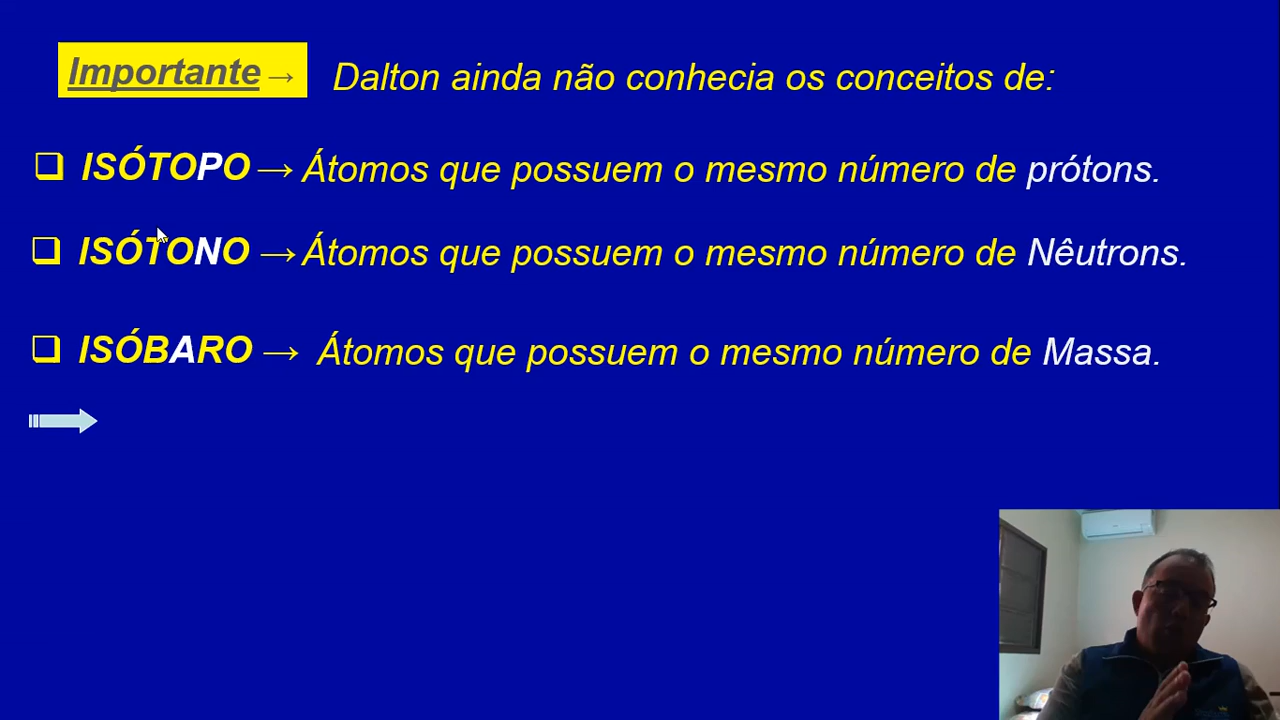 Importante→ Dalton ainda não conhecia os conceitos de:
ISÓTOPO → Átomos que possuem o mesmo número de prótons.
ISÓTONO → Átomos que possuem o mesmo número de Nêutrons.
ISÓBARO → Átomos que possuem o mesmo número de Massa.